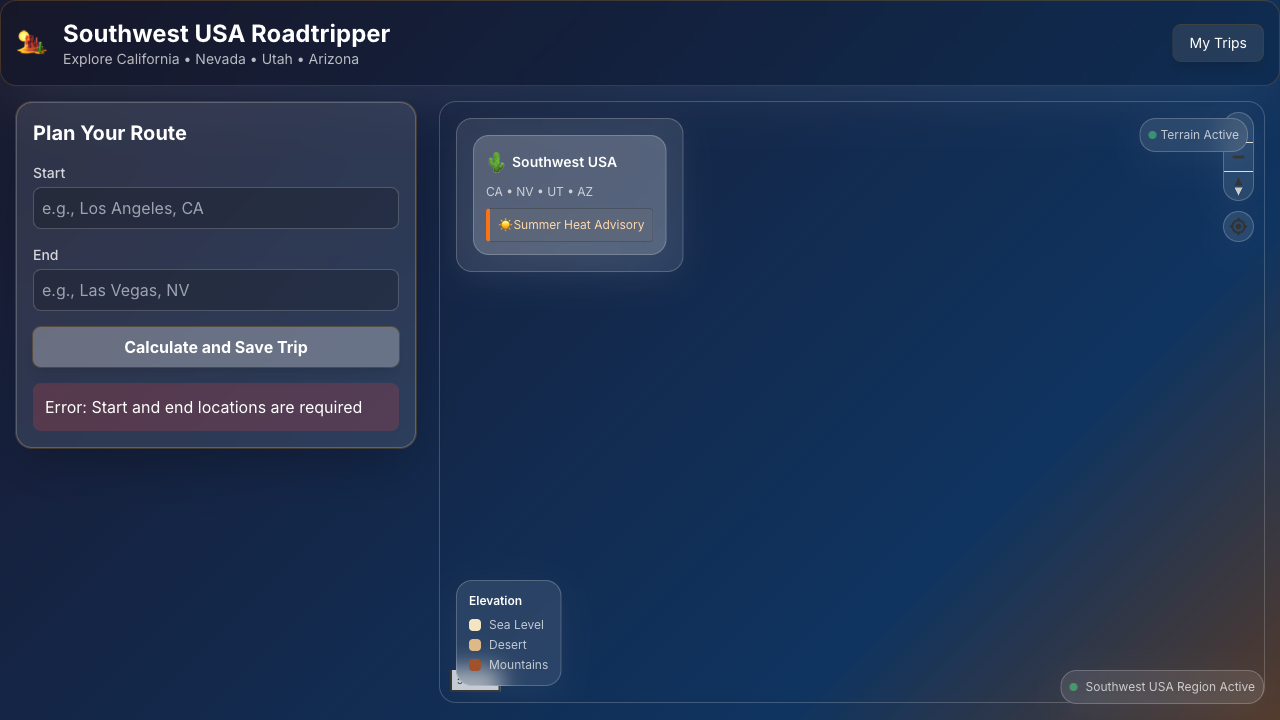 Southwest USA Roadtripper
Explore California • Nevada • Utah • Arizona
My Trips
Plan Your Route
Start
e.g., Los Angeles, CA
End
e.g., Las Vegas, NV
Calculate and Save Trip
Error: Start and end locations are required
Southwest USA
CA • NV • UT • AZ
Summer Heat Advisory
Terrain Active
Elevation
Sea Level
Desert
Mountains
Southwest USA Region Active